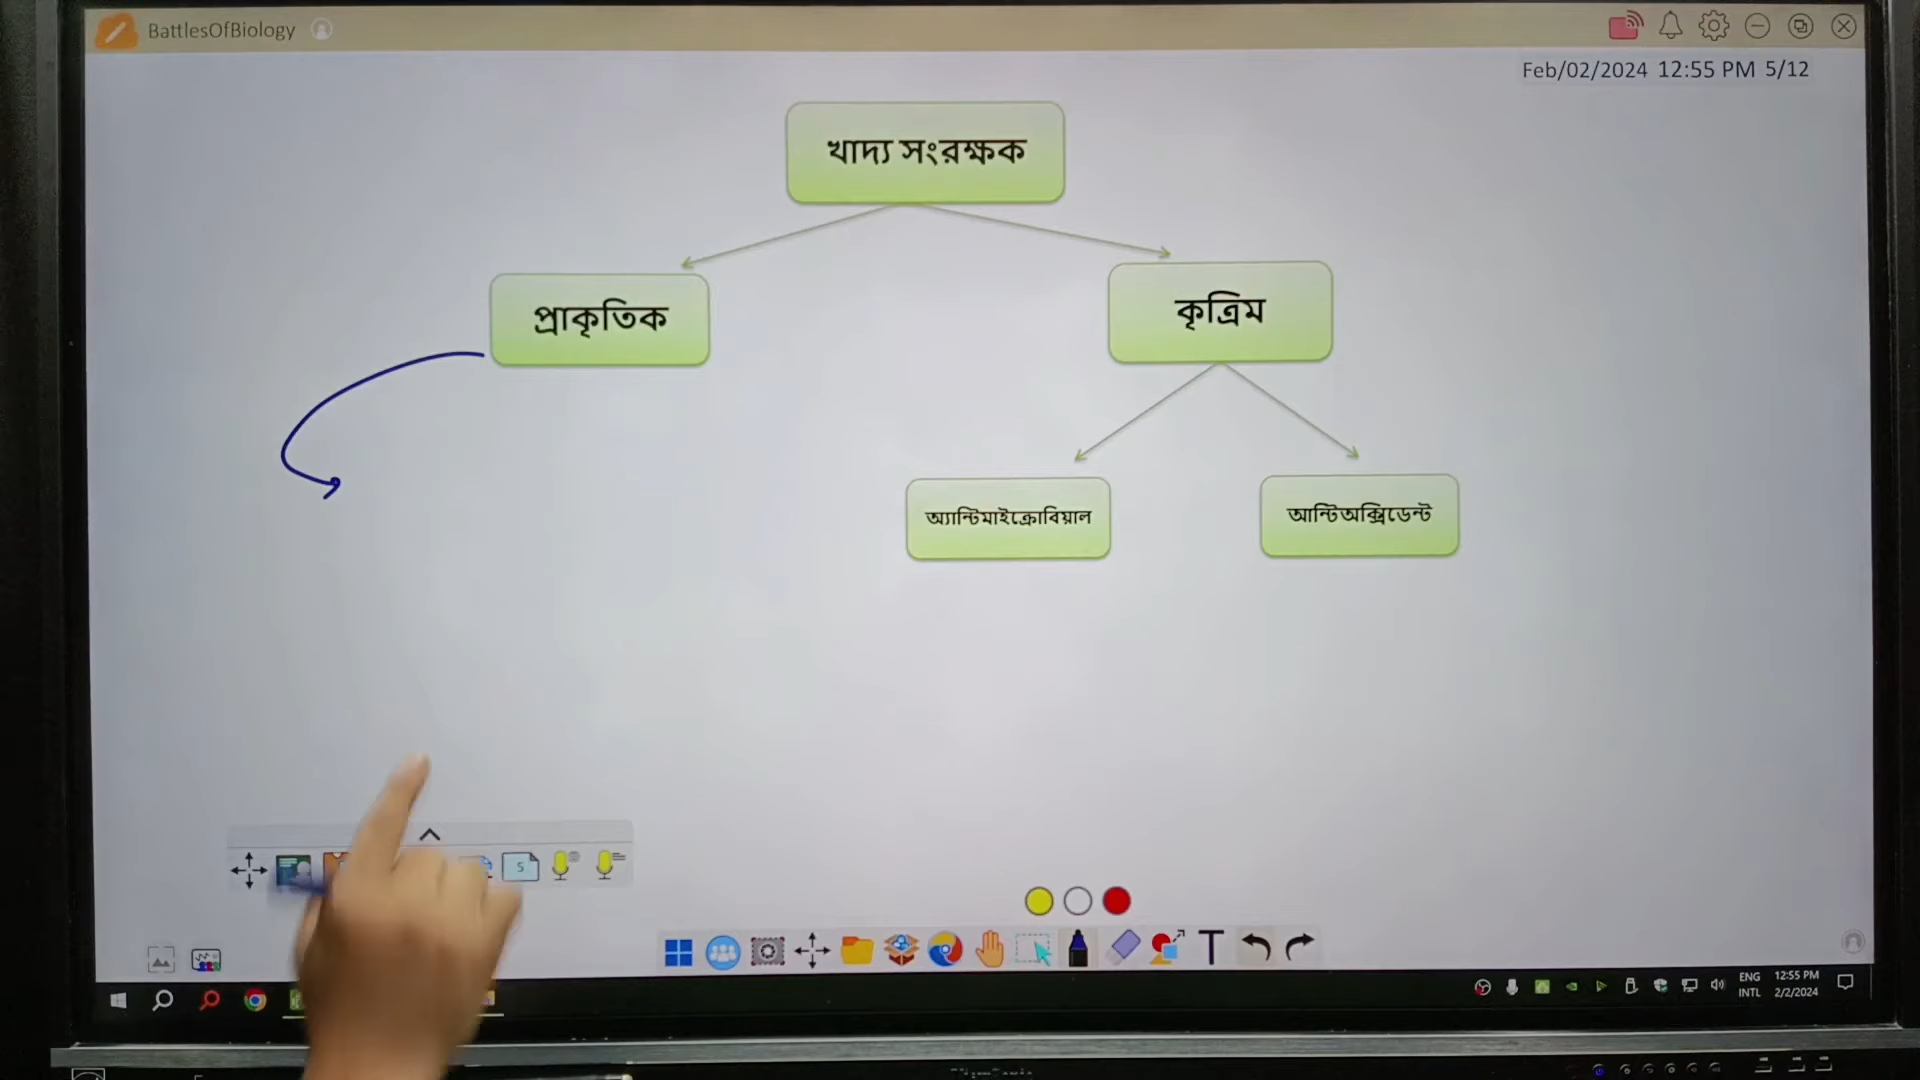 BattlesOfBiology
Feb/02/2024 12:55 PM 5/12
খাদ্য সংরক্ষক
প্রাকৃতিক
কৃত্রিম
অ্যান্টিমাইক্রোবিয়াল
আন্টিঅক্সিডেন্ট
5
T
ENG
INTL
12:55 PM
2/2/2024